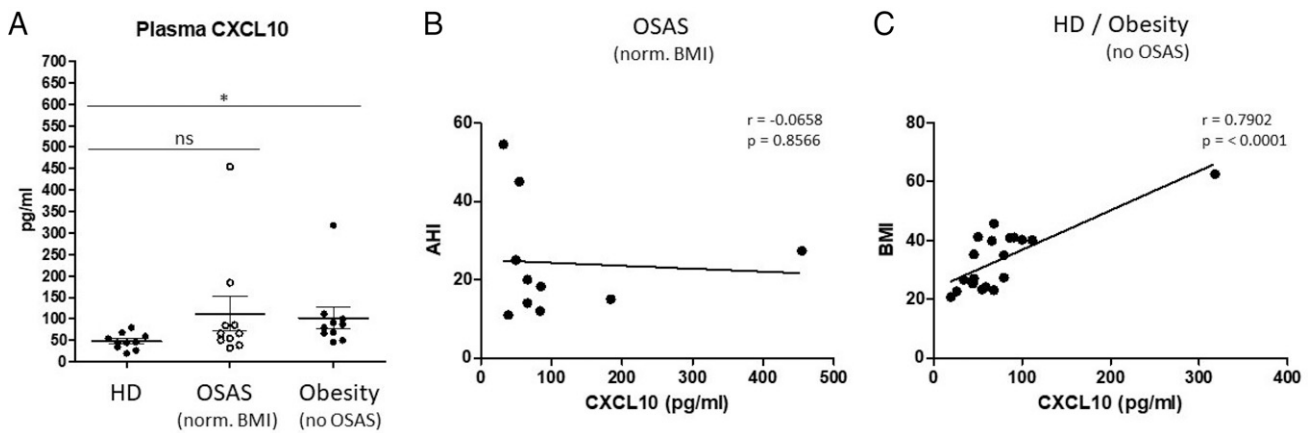 A
Plasma CXCL10
700
650
600
550
500
450
400
350
300
250
200
150
100
50
0
pg/ml
*
ns
HD
OSAS
(norm. BMI)
Obesity
(no OSAS)
B
OSAS
(norm. BMI)
r = -0.0658
p = 0.8566
60
40
20
0
AHI
0 100 200 300 400 500
CXCL10 (pg/ml)
C
HD / Obesity
(no OSAS)
r = 0.7902
p = < 0.0001
80
60
40
20
0
BMI
0 100 200 300 400
CXCL10 (pg/ml)